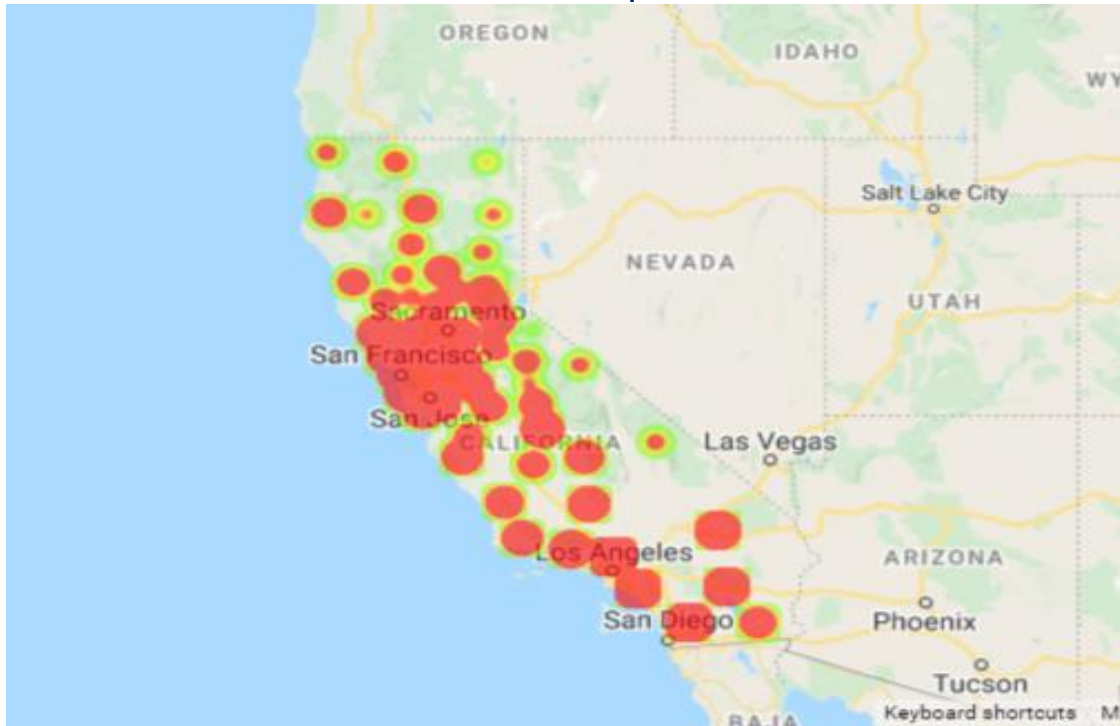 OREGON
IDAHO
WY
Salt Lake City
NEVADA
UTAH
Sacramento
San Francisco
San Jose
CALIFORNIA
Las Vegas
Los Angeles
ARIZONA
San Diego
Phoenix
Tucson
Keyboard shortcuts M
BAJA